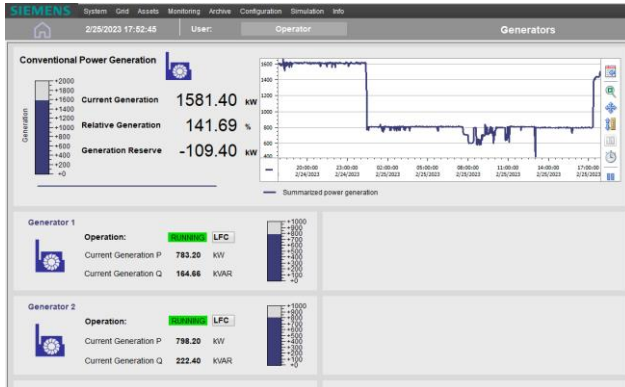 SIEMENS System Grid Assets Monitoring Archive Configuration Simulation Info
2/25/2023 17:52:45 User: Operator Generators
Conventional Power Generation
Generation
+2000
+1800
+1600
+1400
+1200
+1000
+800
+600
+400
+200
+0
Current Generation 1581.40 kW
Relative Generation 141.69 %
Generation Reserve -109.40 kW
1600
1400
1200
1000
800
600
400
20:00:00 23:00:00 02:00:00 05:00:00 08:00:00 11:00:00 14:00:00 17:00:00
2/24/2023 2/24/2023 2/25/2023 2/25/2023 2/25/2023 2/25/2023 2/25/2023 2/25/2023
Summarized power generation
Generator 1
Operation: RUNNING LFC
Current Generation P 783.20 kW
Current Generation Q 164.66 kVAR
+1000
+900
+800
+700
+600
+500
+400
+300
+200
+100
+0
Generator 2
Operation: RUNNING LFC
Current Generation P 798.20 kW
Current Generation Q 222.40 kVAR
+1000
+900
+800
+700
+600
+500
+400
+300
+200
+100
+0